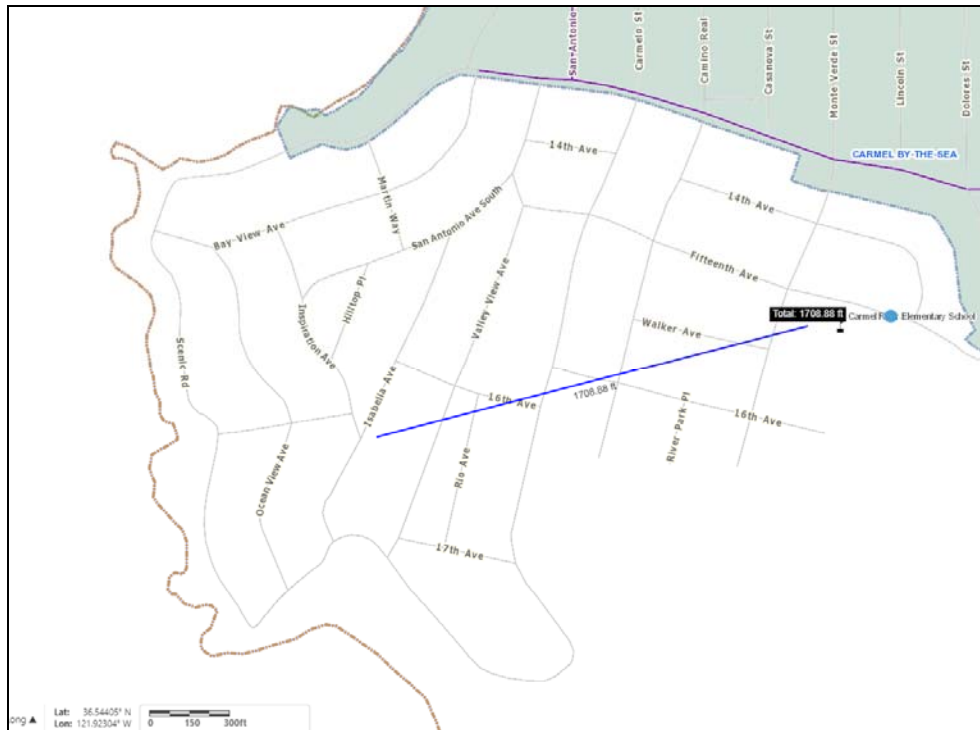 San-Antonio
Carmelo St
Camino Real
Casanova St
Monte-Verde St
Lincoln St
Dolores St
CARMEL BY-THE-SEA
14th Ave
Martin-Way
San Antonio Ave South
14th Ave
Bay-View Ave
Fifteenth Ave
Hilltop-Pl
Valley-View-Ave
Total: 1708.88 ft
Carmel R
Elementary School
Inspiration Ave
Walker-Ave
Scenic-Rd
Isabella-Ave
1708.88 ft
16th Ave
River-Park-Pl
16th Ave
Ocean View Ave
Rio Ave
17th Ave
ong ▲
Lat: 36.54405° N
Lon: 121.92304° W
0 150 300ft